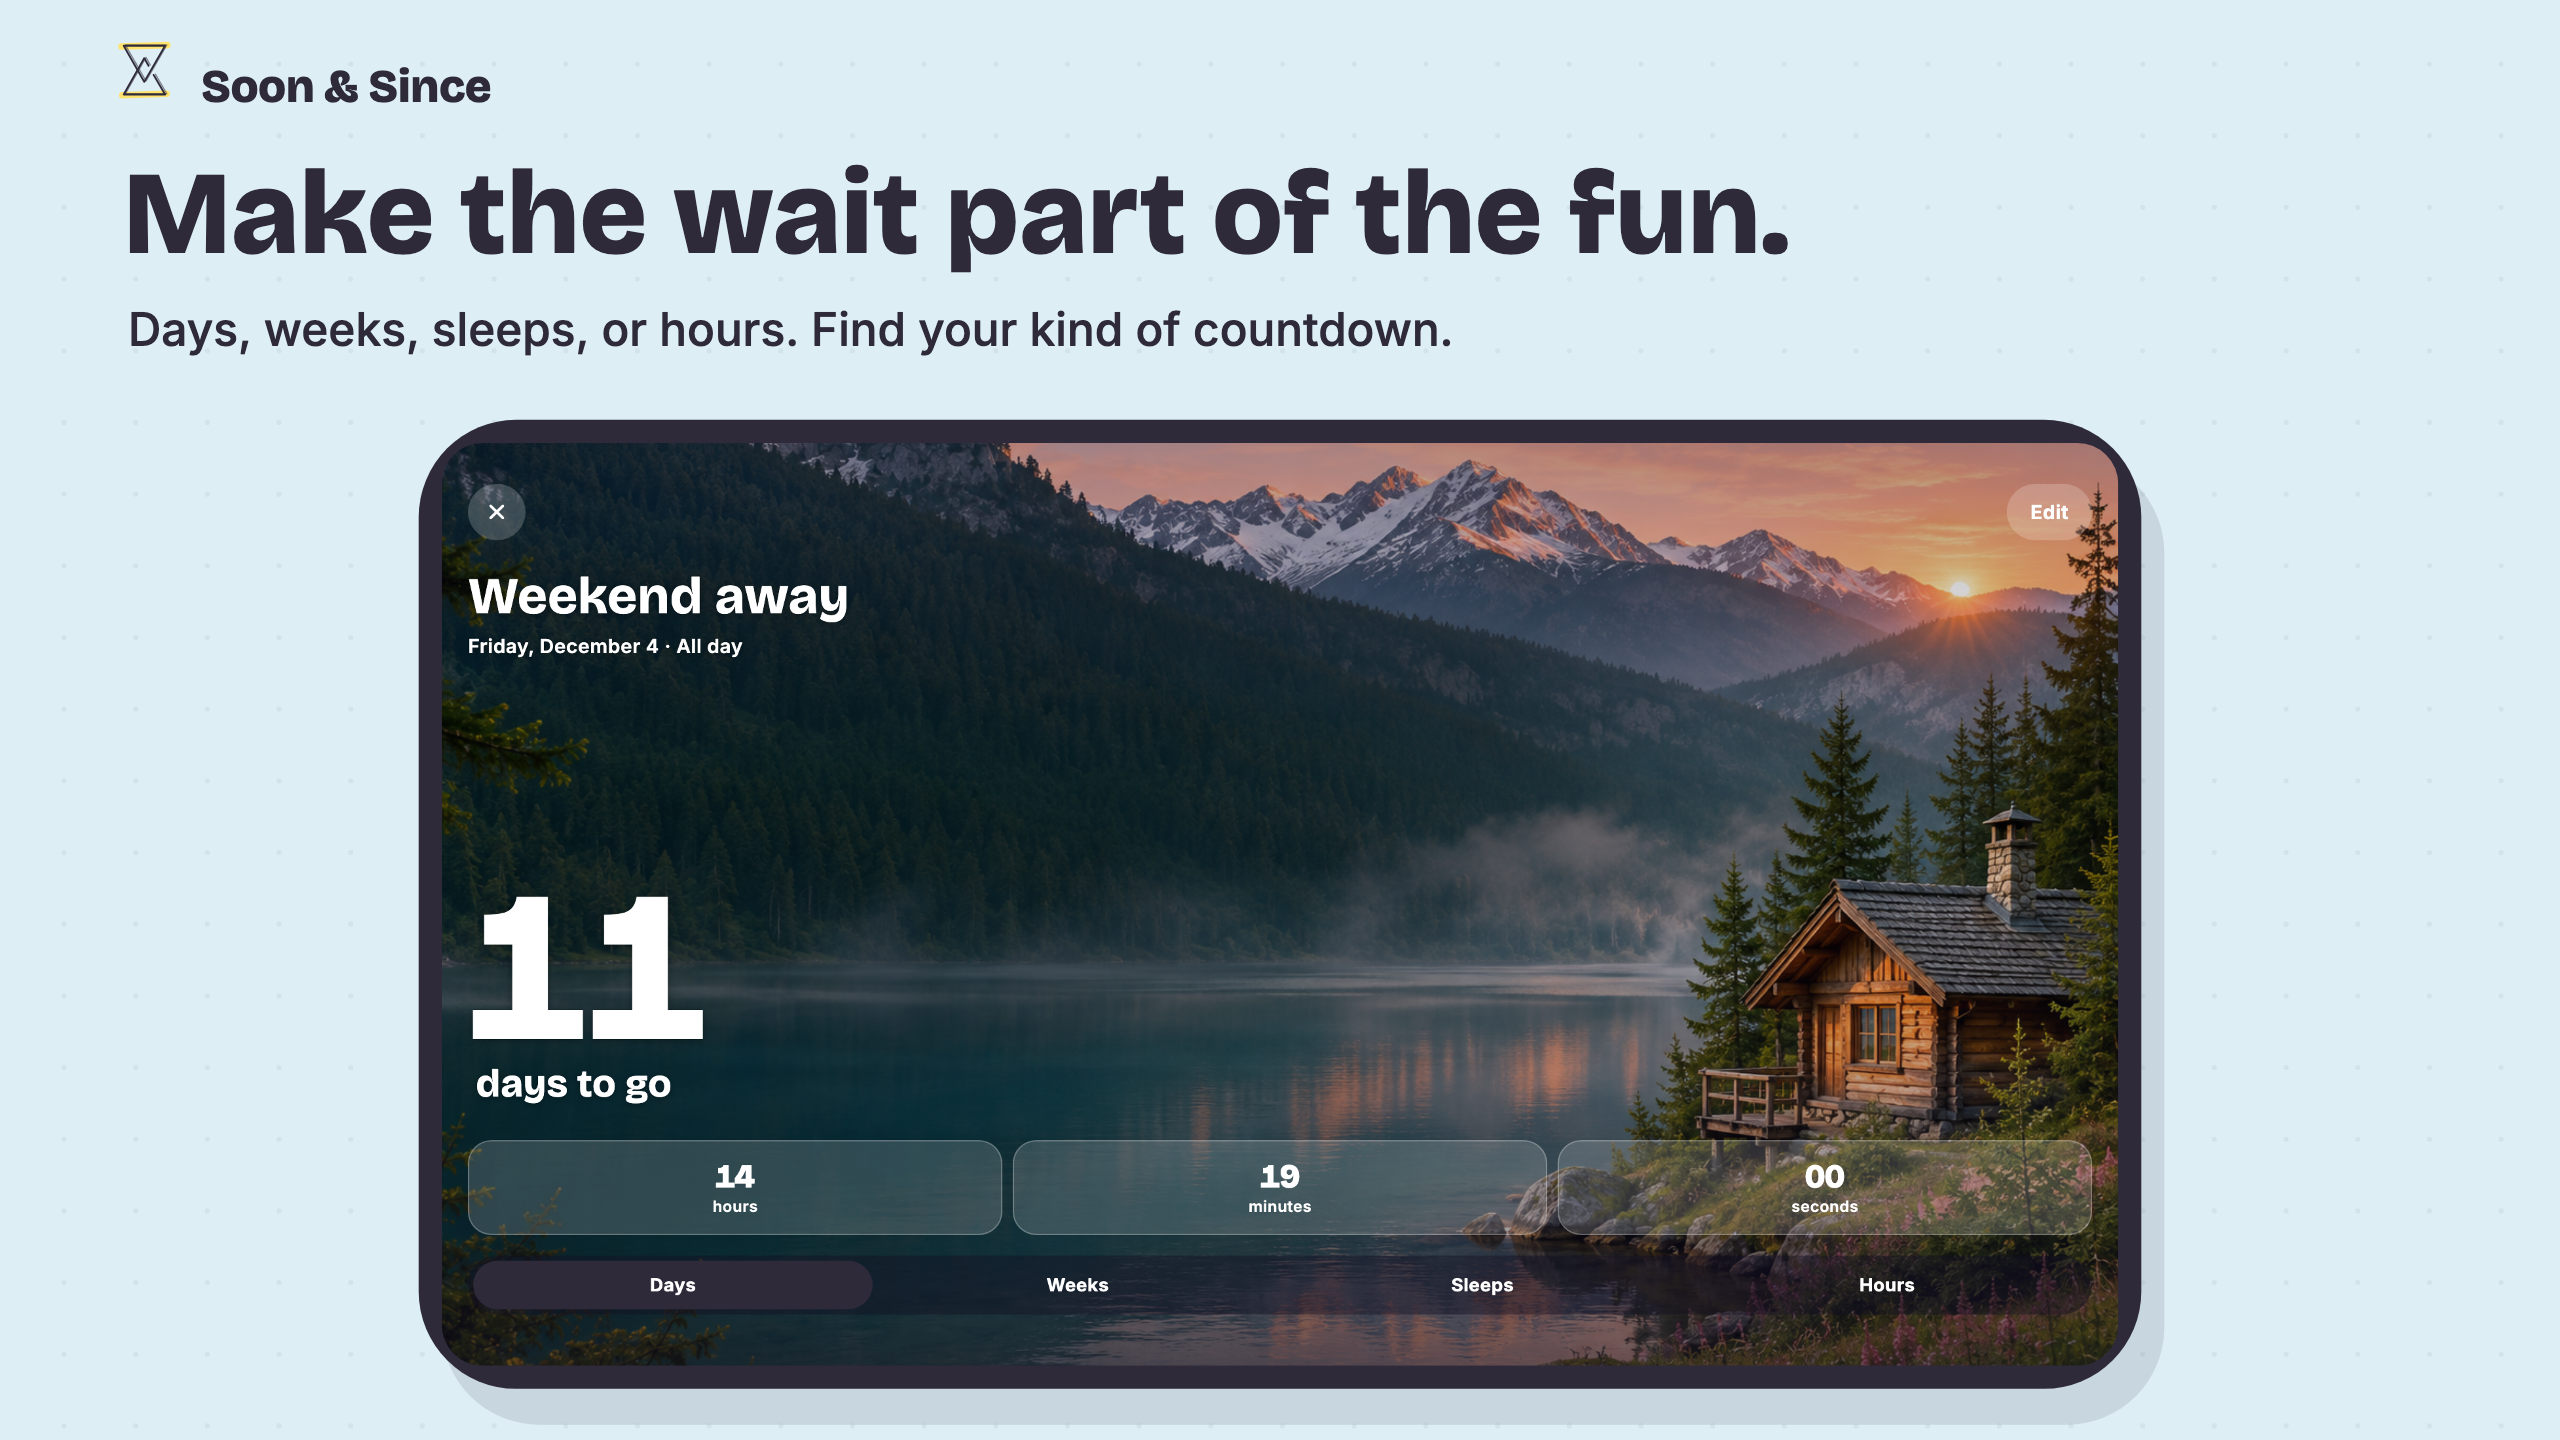 Soon & Since
Make the wait part of the fun.
Days, weeks, sleeps, or hours. Find your kind of countdown.
Edit
Weekend away
Friday, December 4 · All day
11
days to go
14
hours
19
minutes
00
seconds
Days
Weeks
Sleeps
Hours